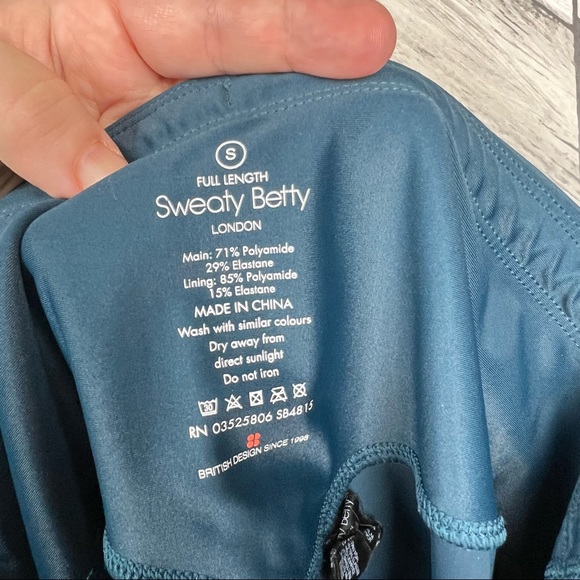 S
FULL LENGTH
Sweaty Betty
LONDON
Main: 71% Polyamide
29% Elastane
Lining: 85% Polyamide
15% Elastane
MADE IN CHINA
Wash with similar colours
Dry away from
direct sunlight
Do not iron
30
RN 03525806 SB4815
BRITISH DESIGN SINCE 1998
Betty